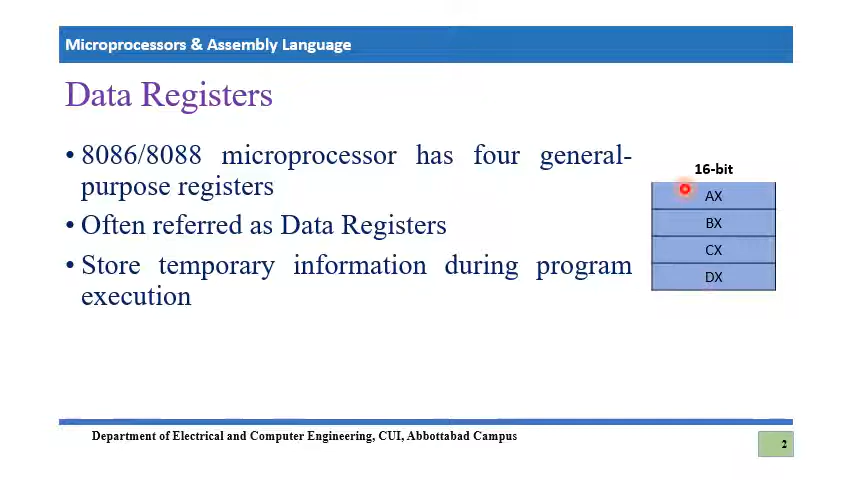 Microprocessors & Assembly Language
Data Registers
• 8086/8088 microprocessor has four general-
purpose registers
• Often referred as Data Registers
• Store temporary information during program
execution
16-bit
AX
BX
CX
DX
Department of Electrical and Computer Engineering, CUI, Abbottabad Campus
2